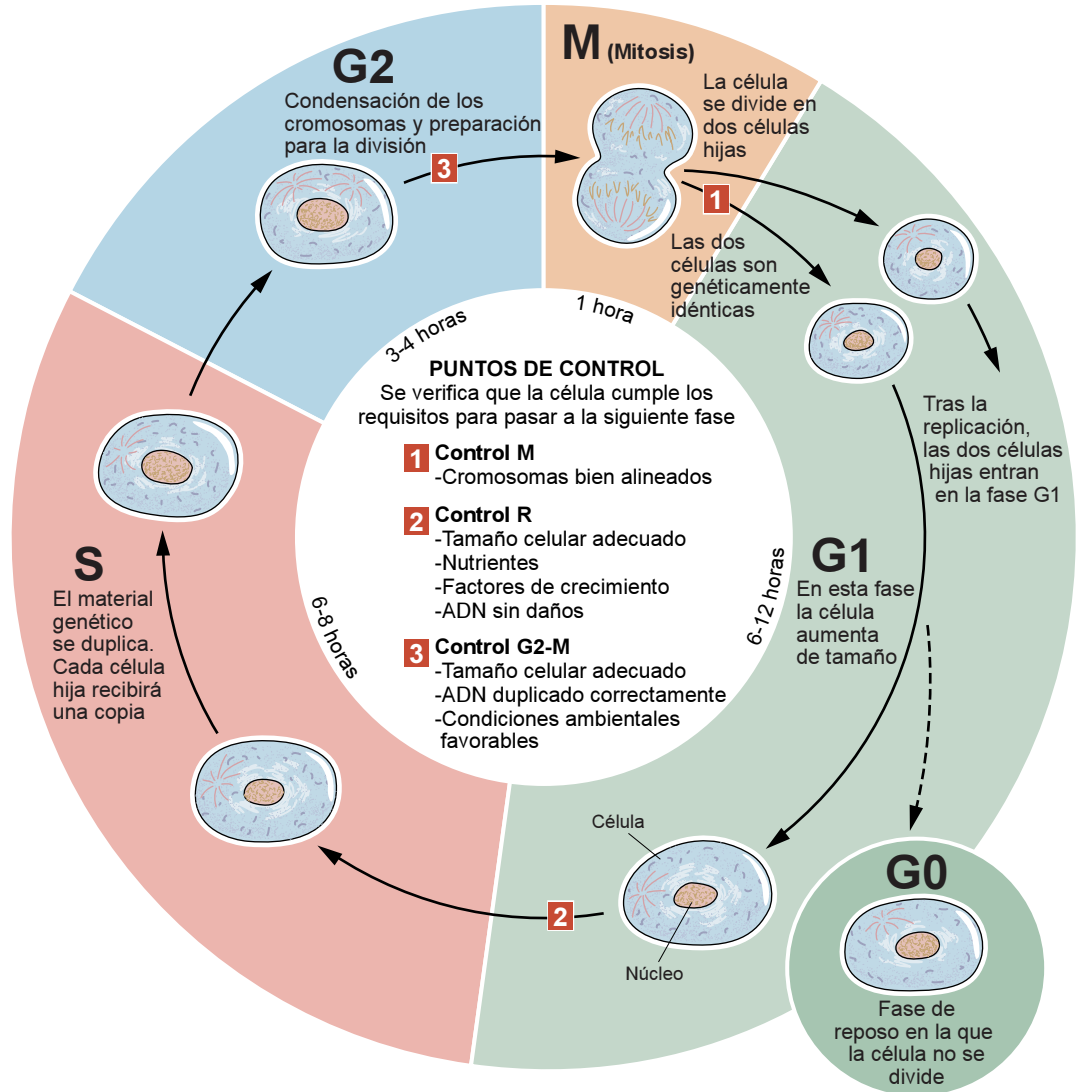 G2
Condensación de los
cromosomas y preparación
para la división
3
M (Mitosis)
La célula
se divide en
dos células
hijas
1
Las dos
células son
genéticamente
idénticas
3-4 horas
1 hora
PUNTOS DE CONTROL
Se verifica que la célula cumple los
requisitos para pasar a la siguiente fase
1 Control M
-Cromosomas bien alineados
2 Control R
-Tamaño celular adecuado
-Nutrientes
-Factores de crecimiento
-ADN sin daños
3 Control G2-M
-Tamaño celular adecuado
-ADN duplicado correctamente
-Condiciones ambientales
favorables
Tras la
replicación,
las dos células
hijas entran
en la fase G1
G1
En esta fase
la célula
aumenta
de tamaño
6-12 horas
S
El material
genético
se duplica.
Cada célula
hija recibirá
una copia
6-8 horas
Célula
Núcleo
2
G0
Fase de
reposo en la que
la célula no se
divide